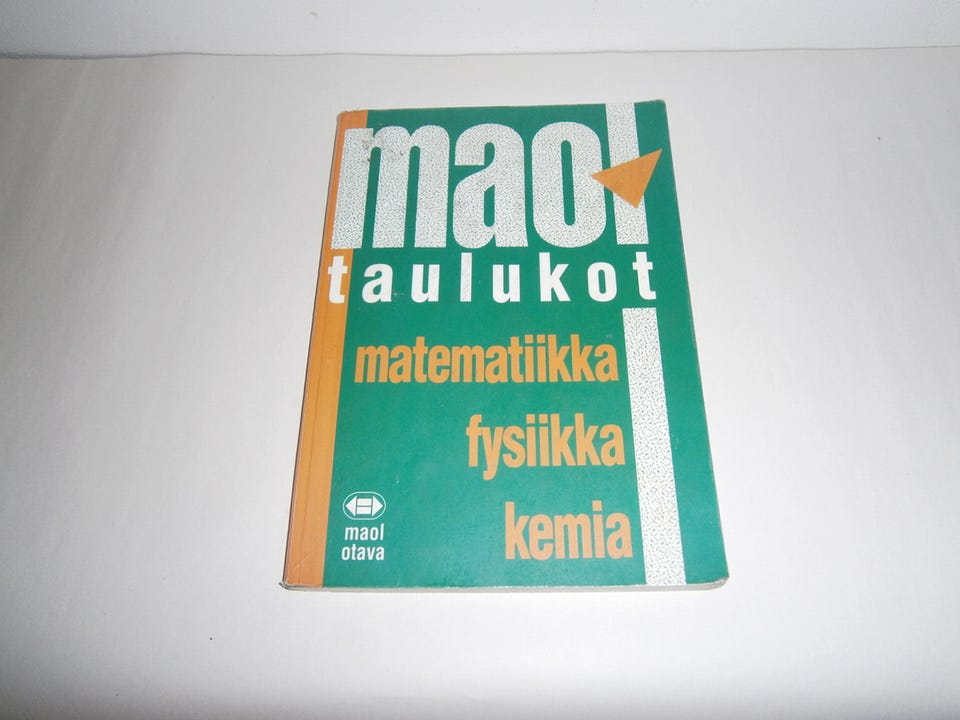 maol
taulukot
matematiikka
fysiikka
kemia
maol
otava